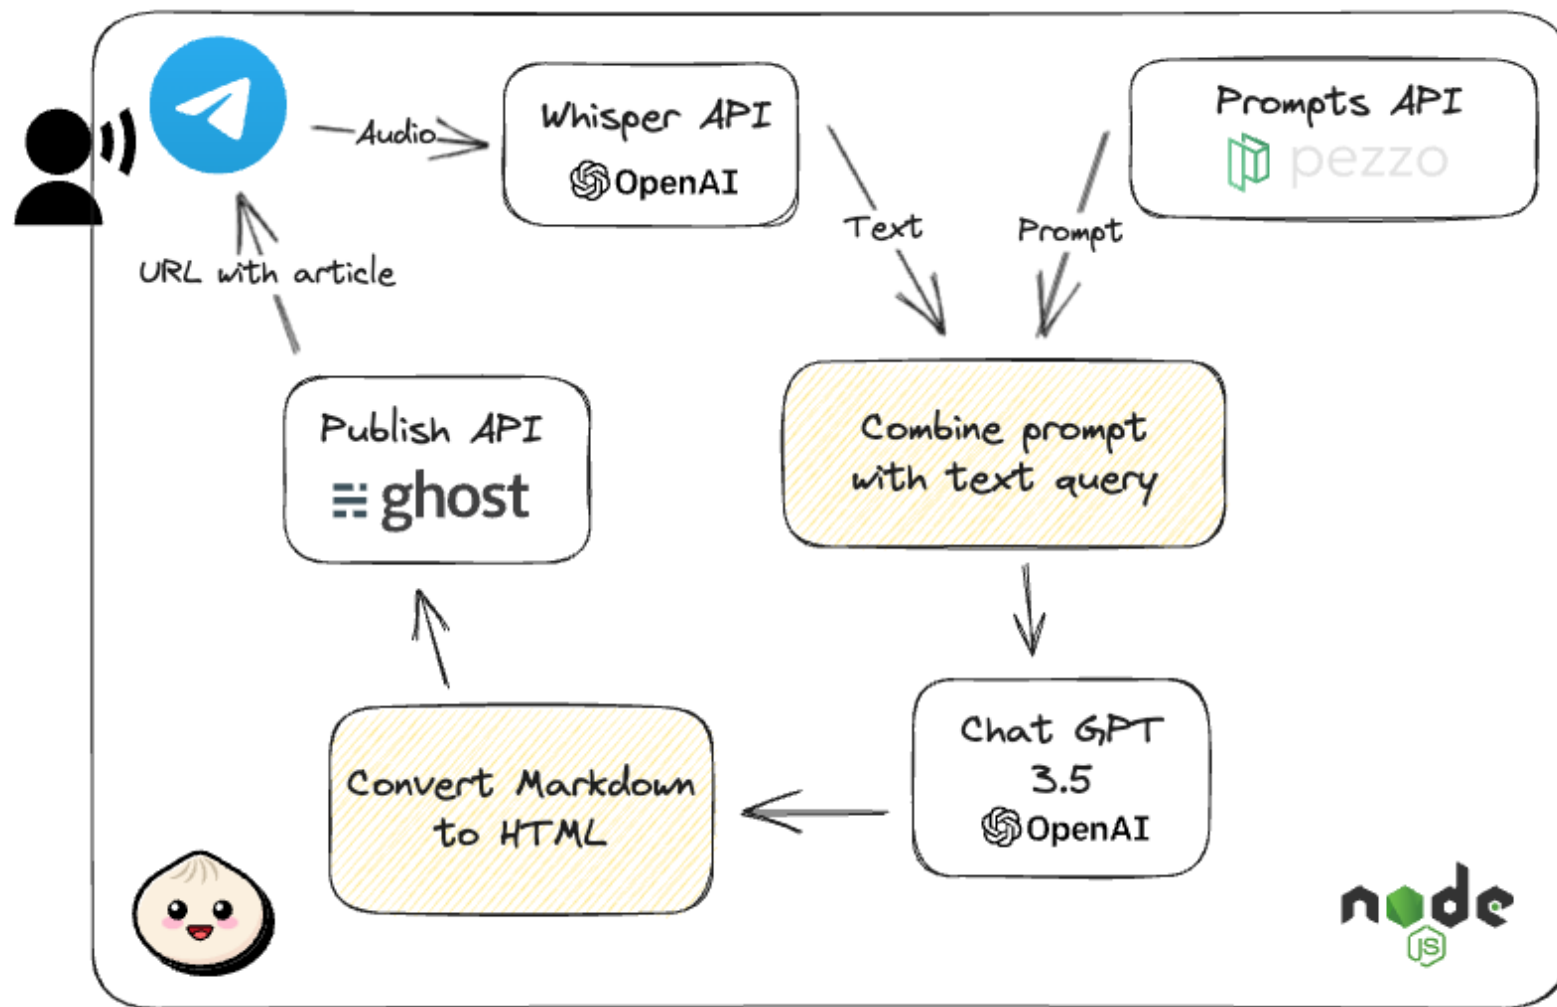 Audio
Whisper API
OpenAI
Prompts API
pezzo
Text
Prompt
URL with article
Publish API
ghost
Combine prompt
with text query
Chat GPT
3.5
OpenAI
Convert Markdown
to HTML
node
JS